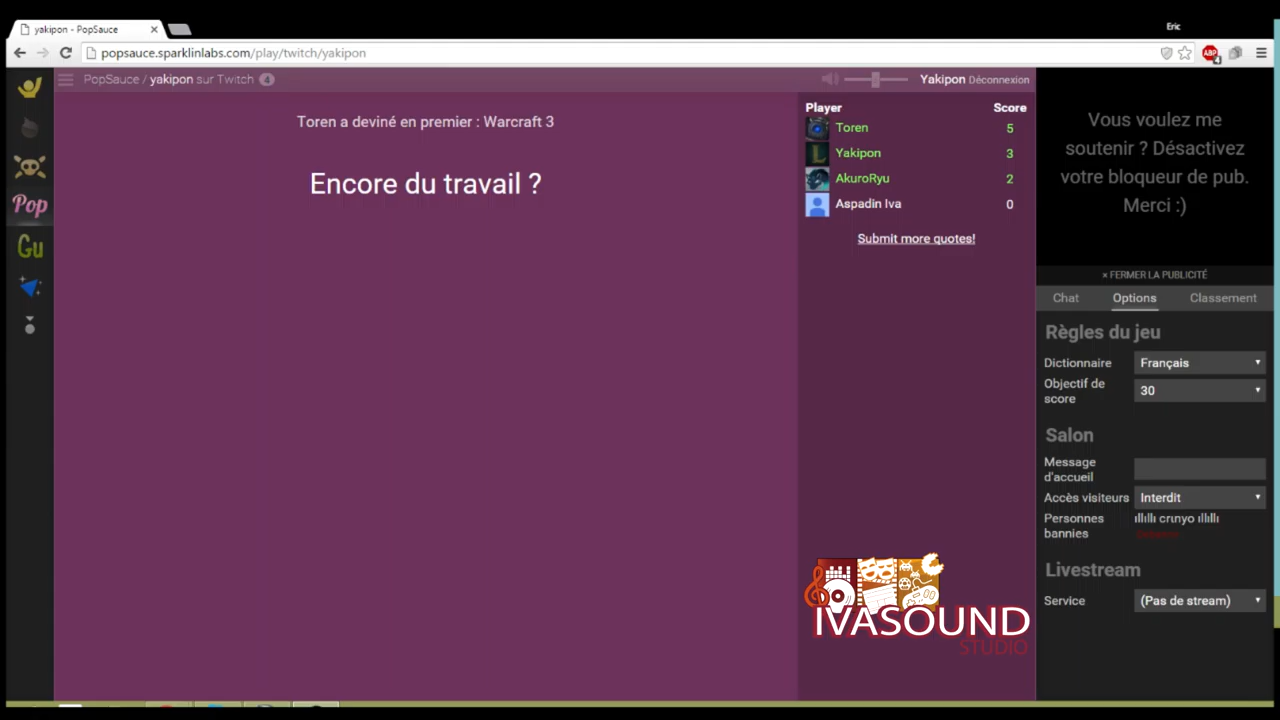 yakipon - PopSauce
Eric
popsauce.sparklinlabs.com/play/twitch/yakipon
ABP
4
PopSauce / yakipon sur Twitch 4
Yakipon Déconnexion
Pop
Gu
Toren a deviné en premier : Warcraft 3
Encore du travail ?
Player Score
Toren 5
Yakipon 3
AkuroRyu 2
Aspadin Iva 0
Submit more quotes!
IVASOUND
STUDIO
Vous voulez me
soutenir ? Désactivez
votre bloqueur de pub.
Merci :)
× FERMER LA PUBLICITÉ
Chat Options Classement
Règles du jeu
Dictionnaire Français
Objectif de
score 30
Salon
Message
d'accueil
Accès visiteurs Interdit
Personnes
bannies
ıllıllı crunyo ıllıllı
Livestream
Service (Pas de stream)